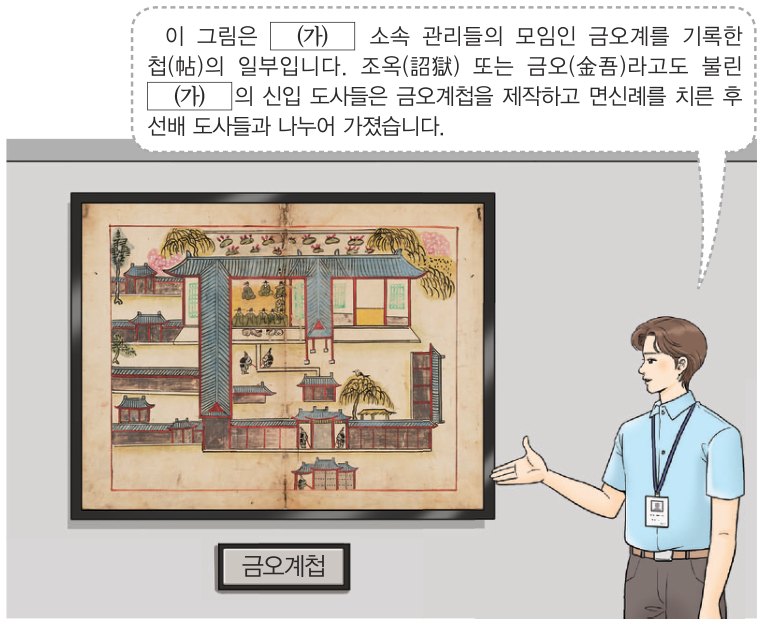 이 그림은 (가) 소속 관리들의 모임인 금오계를 기록한
첩(帖)의 일부입니다. 조옥(詔獄) 또는 금오(金吾)라고도 불린
(가)의 신입 도사들은 금오계첩을 제작하고 면신례를 치른 후
선배 도사들과 나누어 가졌습니다.
금오계첩